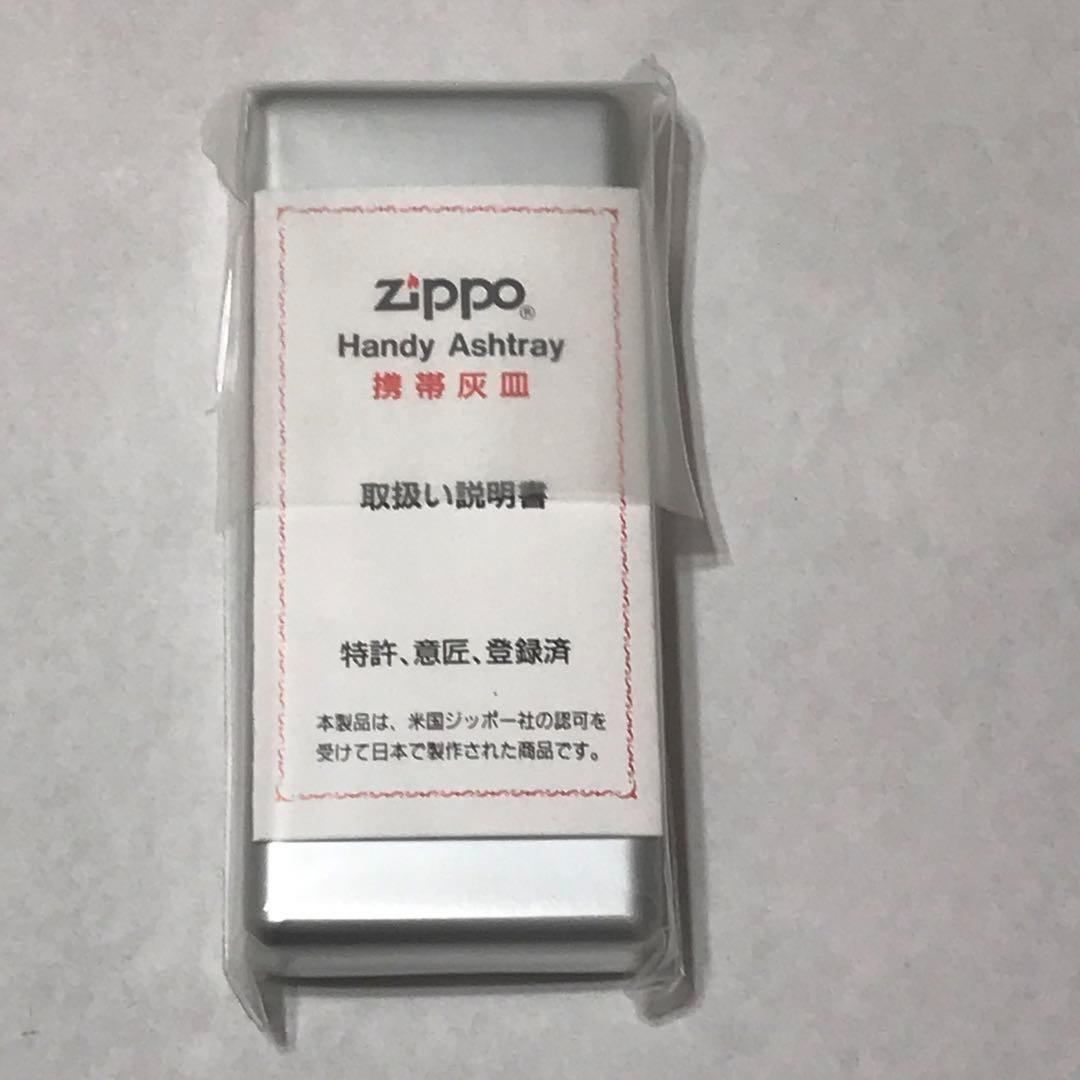 Zippo®
Handy Ashtray
携帯灰皿
取扱い説明書
特許、意匠、登録済
本製品は、米国ジッポー社の認可を
受けて日本で製作された商品です。